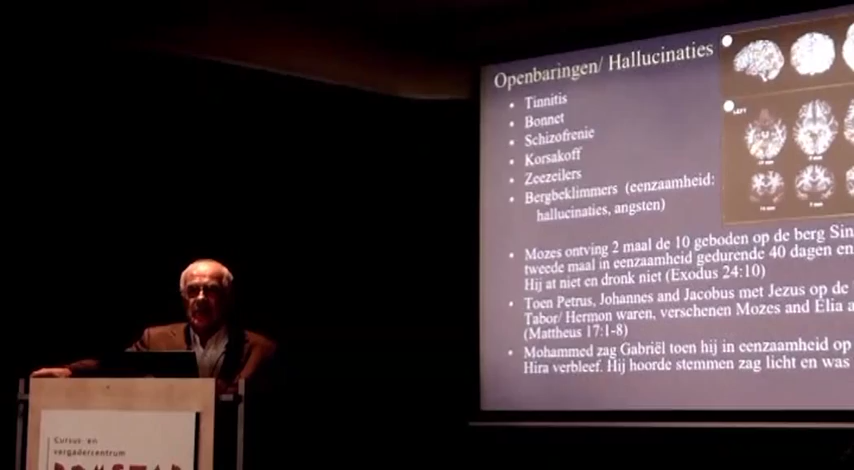 Openbaringen/ Hallucinaties
• Tinnitis
• Bonnet
• Schizofrenie
• Korsakoff
• Zeezeilers
• Bergbeklimmers (eenzaamheid:
hallucinaties, angsten)
LEFT
• Mozes ontving 2 maal de 10 geboden op de berg Sin
tweede maal in eenzaamheid gedurende 40 dagen en
Hij at niet en dronk niet (Exodus 24:10)
• Toen Petrus, Johannes and Jacobus met Jezus op de
Tabor/ Hermon waren, verschenen Mozes and Elia a
(Mattheus 17:1-8)
• Mohammed zag Gabriël toen hij in eenzaamheid op
Hira verbleef. Hij hoorde stemmen zag licht en was
Cursus- en
vergadercentrum
DOMSTAD